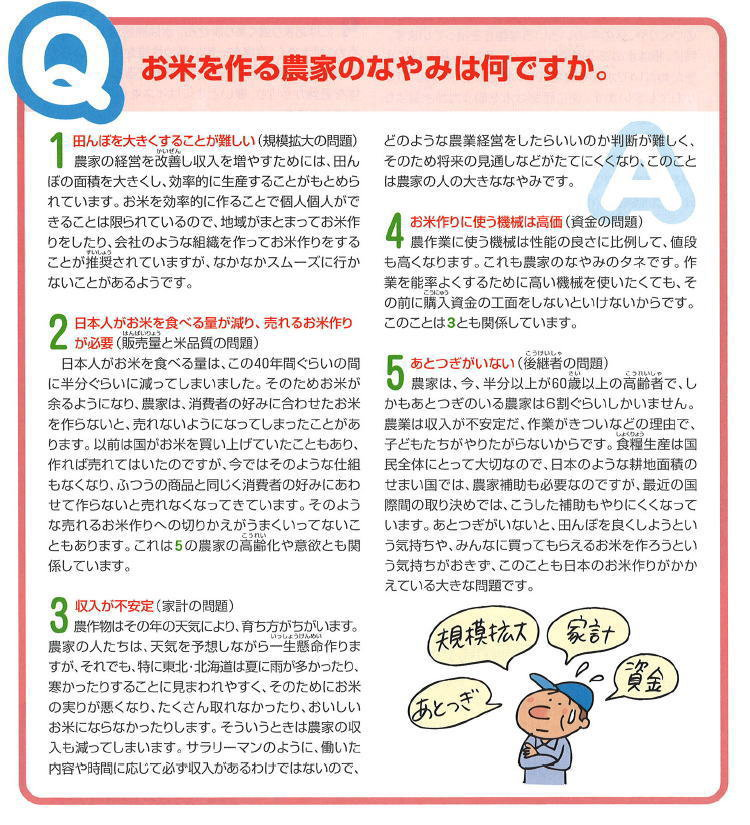 Q
お米を作る農家のなやみは何ですか。
A
1 田んぼを大きくすることが難しい(規模拡大の問題)
かいぜん
農家の経営を改善し収入を増やすためには、田ん
ぼの面積を大きくし、効率的に生産することがもとめら
れています。お米を効率的に作ることで個人個人がで
きることは限られているので、地域がまとまってお米作
りをしたり、会社のような組織を作ってお米作りをする
すいしょう
ことが推奨されていますが、なかなかスムーズに行か
ないことがあるようです。
2 日本人がお米を食べる量が減り、売れるお米作り
はんばいりょう
が必要(販売量と米品質の問題)
日本人がお米を食べる量は、この40年間ぐらいの間
に半分ぐらいに減ってしまいました。そのためお米が
余るようになり、農家は、消費者の好みに合わせたお米
を作らないと、売れないようになってしまったことがあ
ります。以前は国がお米を買い上げていたこともあり、
作れば売れてはいたのですが、今ではそのような仕組
もなくなり、ふつうの商品と同じく消費者の好みにあわ
せて作らないと売れなくなってきています。そのよう
な売れるお米作りへの切りかえがうまくいってないこ
こうれい
ともあります。これは5の農家の高齢化や意欲とも関
係しています。
3 収入が不安定(家計の問題)
農作物はその年の天気により、育ち方がちがいます。
いっしょうけんめい
農家の人たちは、天気を予想しながら一生懸命作りま
すが、それでも、特に東北・北海道は夏に雨が多かったり、
寒かったりすることに見まわれやすく、そのためにお米
の実りが悪くなり、たくさん取れなかったり、おいしい
お米にならなかったりします。そういうときは農家の収
入も減ってしまいます。サラリーマンのように、働いた
内容や時間に応じて必ず収入があるわけではないので、
どのような農業経営をしたらいいのか判断が難しく、
そのため将来の見通しなどがたてにくくなり、このこと
は農家の人の大きななやみです。
4 お米作りに使う機械は高価(資金の問題)
農作業に使う機械は性能の良さに比例して、値段
も高くなります。これも農家のなやみのタネです。作
業を能率よくするために高い機械を使いたくても、そ
こうにゅう
の前に購入資金の工面をしないといけないからです。
このことは3とも関係しています。
こうけいしゃ
5 あとつぎがいない(後継者の問題)
さい こうれいしゃ
農家は、今、半分以上が60歳以上の高齢者で、し
かもあとつぎのいる農家は6割ぐらいしかいません。
農業は収入が不安定だ、作業がきついなどの理由で、
しょくりょう
子どもたちがやりたがらないからです。食糧生産は国
民全体にとって大切なので、日本のような耕地面積の
せまい国では、農家補助も必要なのですが、最近の国
際間の取り決めでは、こうした補助もやりにくくなって
います。あとつぎがいないと、田んぼを良くしようとい
う気持ちや、みんなに買ってもらえるお米を作ろうとい
う気持ちがおきず、このことも日本のお米作りがかか
えている大きな問題です。
規模拡大
家計
資金
あとつぎ